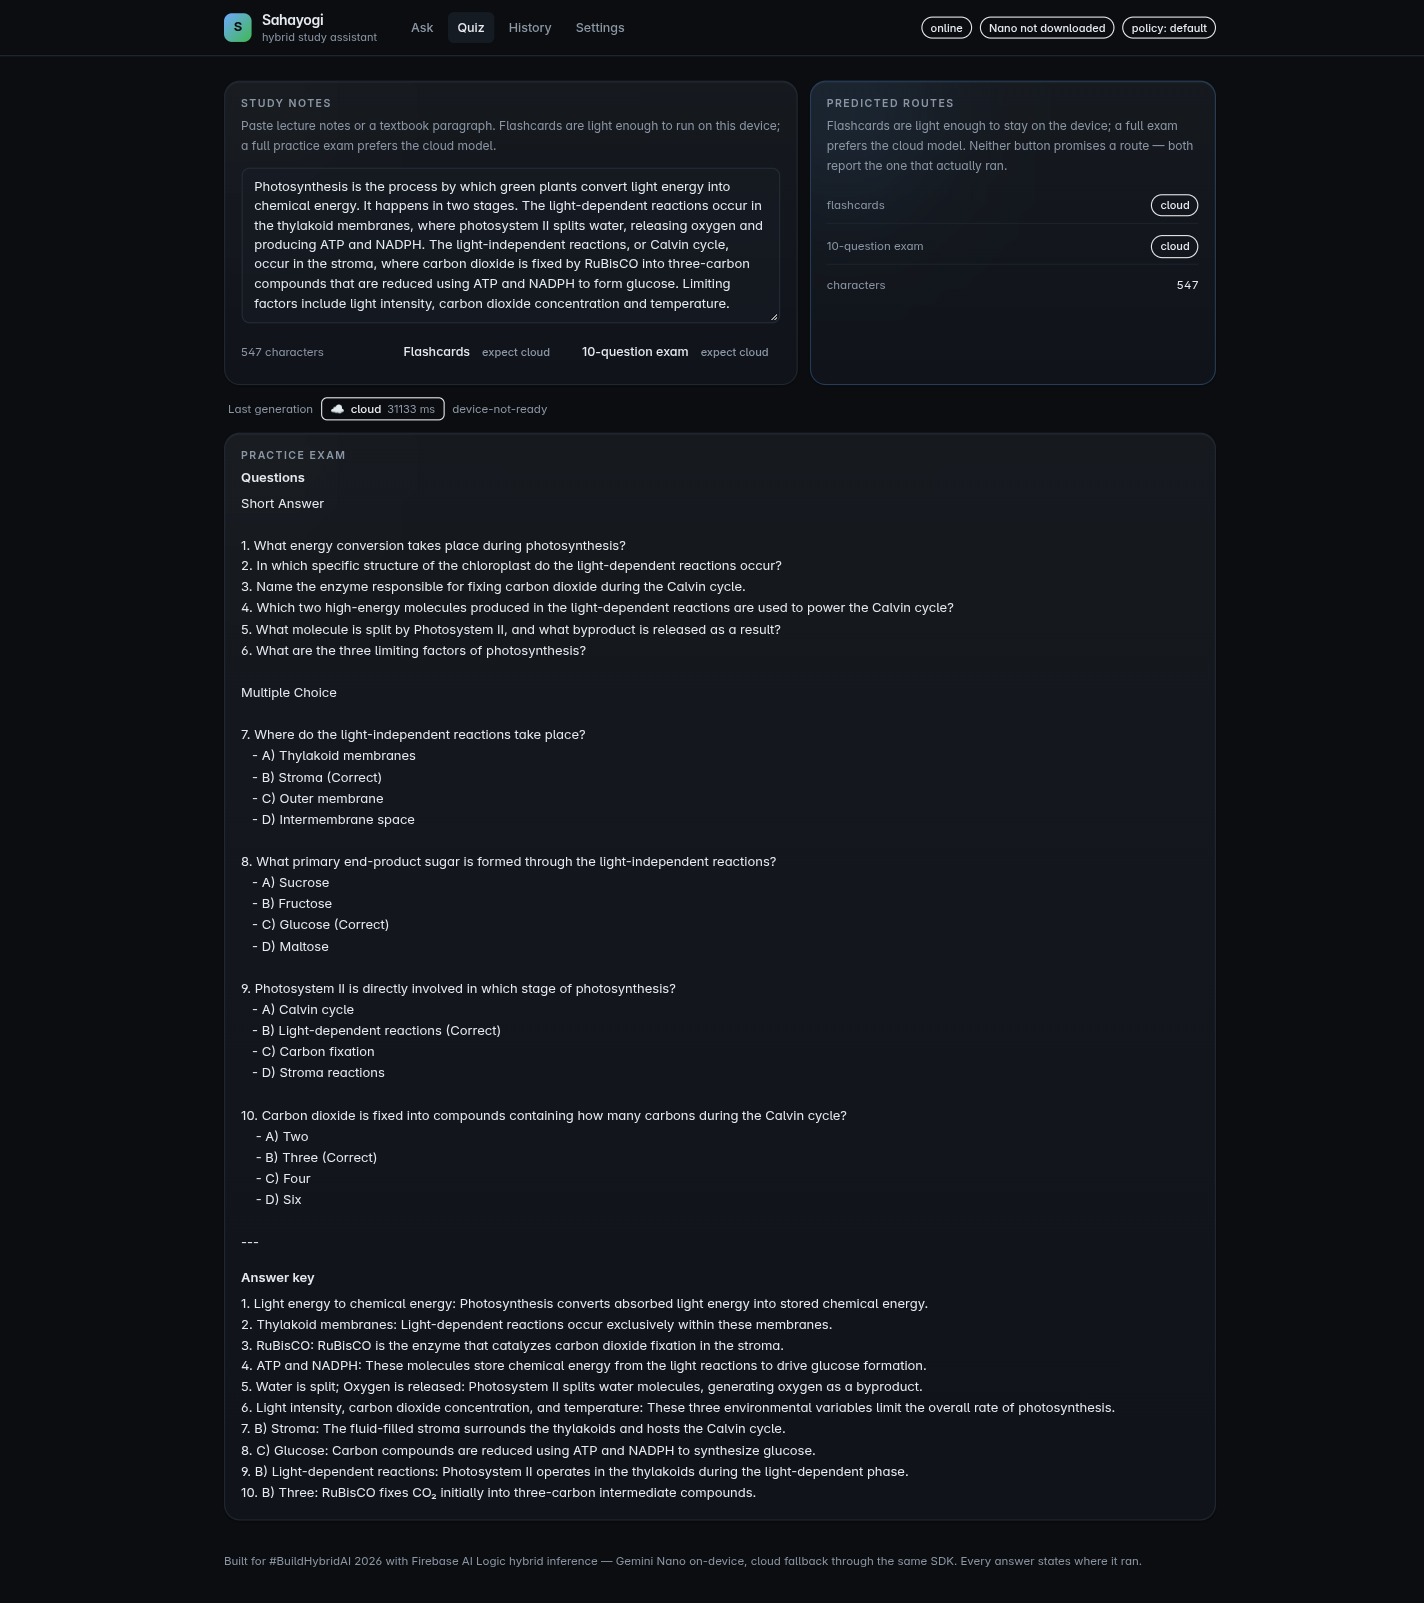 S
Sahayogi
hybrid study assistant
Ask
Quiz
History
Settings
online
Nano not downloaded
policy: default
STUDY NOTES
Paste lecture notes or a textbook paragraph. Flashcards are light enough to run on this device;
a full practice exam prefers the cloud model.
Photosynthesis is the process by which green plants convert light energy into
chemical energy. It happens in two stages. The light-dependent reactions occur in
the thylakoid membranes, where photosystem II splits water, releasing oxygen and
producing ATP and NADPH. The light-independent reactions, or Calvin cycle,
occur in the stroma, where carbon dioxide is fixed by RuBisCO into three-carbon
compounds that are reduced using ATP and NADPH to form glucose. Limiting
factors include light intensity, carbon dioxide concentration and temperature.
547 characters
Flashcards expect cloud
10-question exam expect cloud
PREDICTED ROUTES
Flashcards are light enough to stay on the device; a full exam
prefers the cloud model. Neither button promises a route — both
report the one that actually ran.
flashcards cloud
10-question exam cloud
characters 547
Last generation ☁️ cloud 31133 ms device-not-ready
PRACTICE EXAM
Questions
Short Answer
1. What energy conversion takes place during photosynthesis?
2. In which specific structure of the chloroplast do the light-dependent reactions occur?
3. Name the enzyme responsible for fixing carbon dioxide during the Calvin cycle.
4. Which two high-energy molecules produced in the light-dependent reactions are used to power the Calvin cycle?
5. What molecule is split by Photosystem II, and what byproduct is released as a result?
6. What are the three limiting factors of photosynthesis?
Multiple Choice
7. Where do the light-independent reactions take place?
- A) Thylakoid membranes
- B) Stroma (Correct)
- C) Outer membrane
- D) Intermembrane space
8. What primary end-product sugar is formed through the light-independent reactions?
- A) Sucrose
- B) Fructose
- C) Glucose (Correct)
- D) Maltose
9. Photosystem II is directly involved in which stage of photosynthesis?
- A) Calvin cycle
- B) Light-dependent reactions (Correct)
- C) Carbon fixation
- D) Stroma reactions
10. Carbon dioxide is fixed into compounds containing how many carbons during the Calvin cycle?
- A) Two
- B) Three (Correct)
- C) Four
- D) Six
---
Answer key
1. Light energy to chemical energy: Photosynthesis converts absorbed light energy into stored chemical energy.
2. Thylakoid membranes: Light-dependent reactions occur exclusively within these membranes.
3. RuBisCO: RuBisCO is the enzyme that catalyzes carbon dioxide fixation in the stroma.
4. ATP and NADPH: These molecules store chemical energy from the light reactions to drive glucose formation.
5. Water is split; Oxygen is released: Photosystem II splits water molecules, generating oxygen as a byproduct.
6. Light intensity, carbon dioxide concentration, and temperature: These three environmental variables limit the overall rate of photosynthesis.
7. B) Stroma: The fluid-filled stroma surrounds the thylakoids and hosts the Calvin cycle.
8. C) Glucose: Carbon compounds are reduced using ATP and NADPH to synthesize glucose.
9. B) Light-dependent reactions: Photosystem II operates in the thylakoids during the light-dependent phase.
10. B) Three: RuBisCO fixes CO₂ initially into three-carbon intermediate compounds.
Built for #BuildHybridAI 2026 with Firebase AI Logic hybrid inference — Gemini Nano on-device, cloud fallback through the same SDK. Every answer states where it ran.